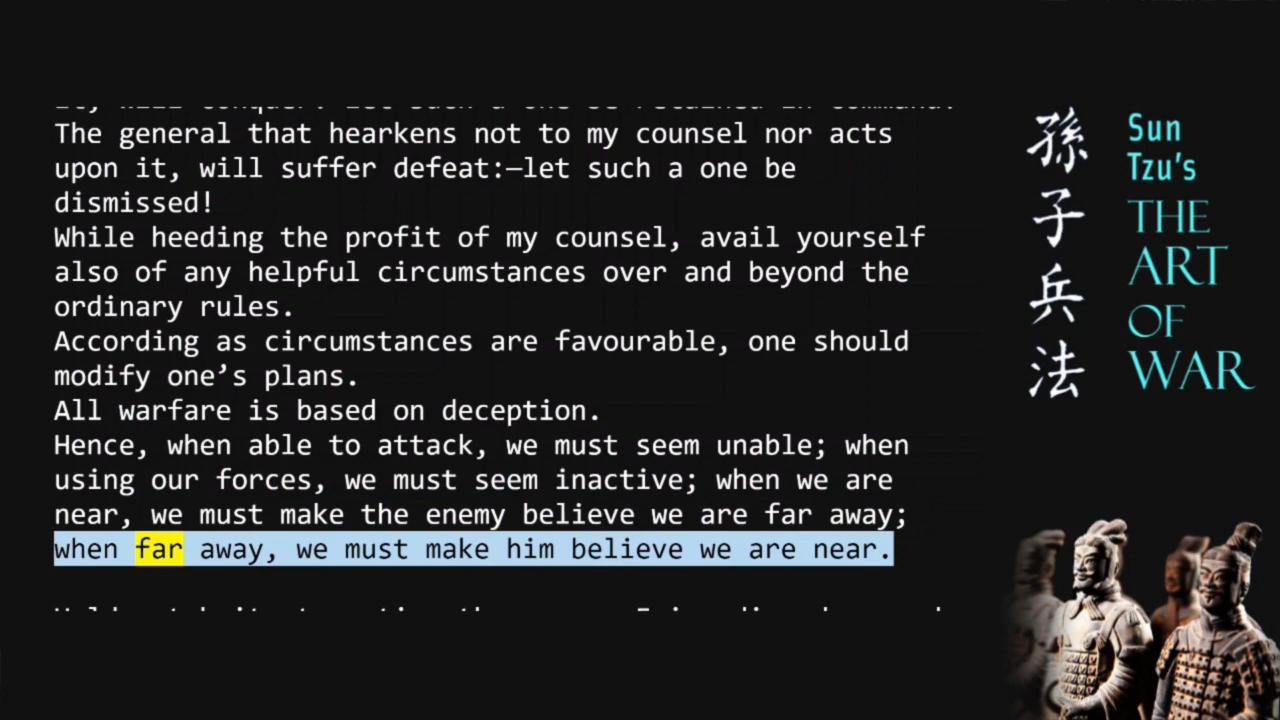 The general that hearkens not to my counsel nor acts
upon it, will suffer defeat:—let such a one be
dismissed!
While heeding the profit of my counsel, avail yourself
also of any helpful circumstances over and beyond the
ordinary rules.
According as circumstances are favourable, one should
modify one’s plans.
All warfare is based on deception.
Hence, when able to attack, we must seem unable; when
using our forces, we must seem inactive; when we are
near, we must make the enemy believe we are far away;
when far away, we must make him believe we are near.
孫
子
兵
法
Sun
Tzu’s
THE
ART
OF
WAR